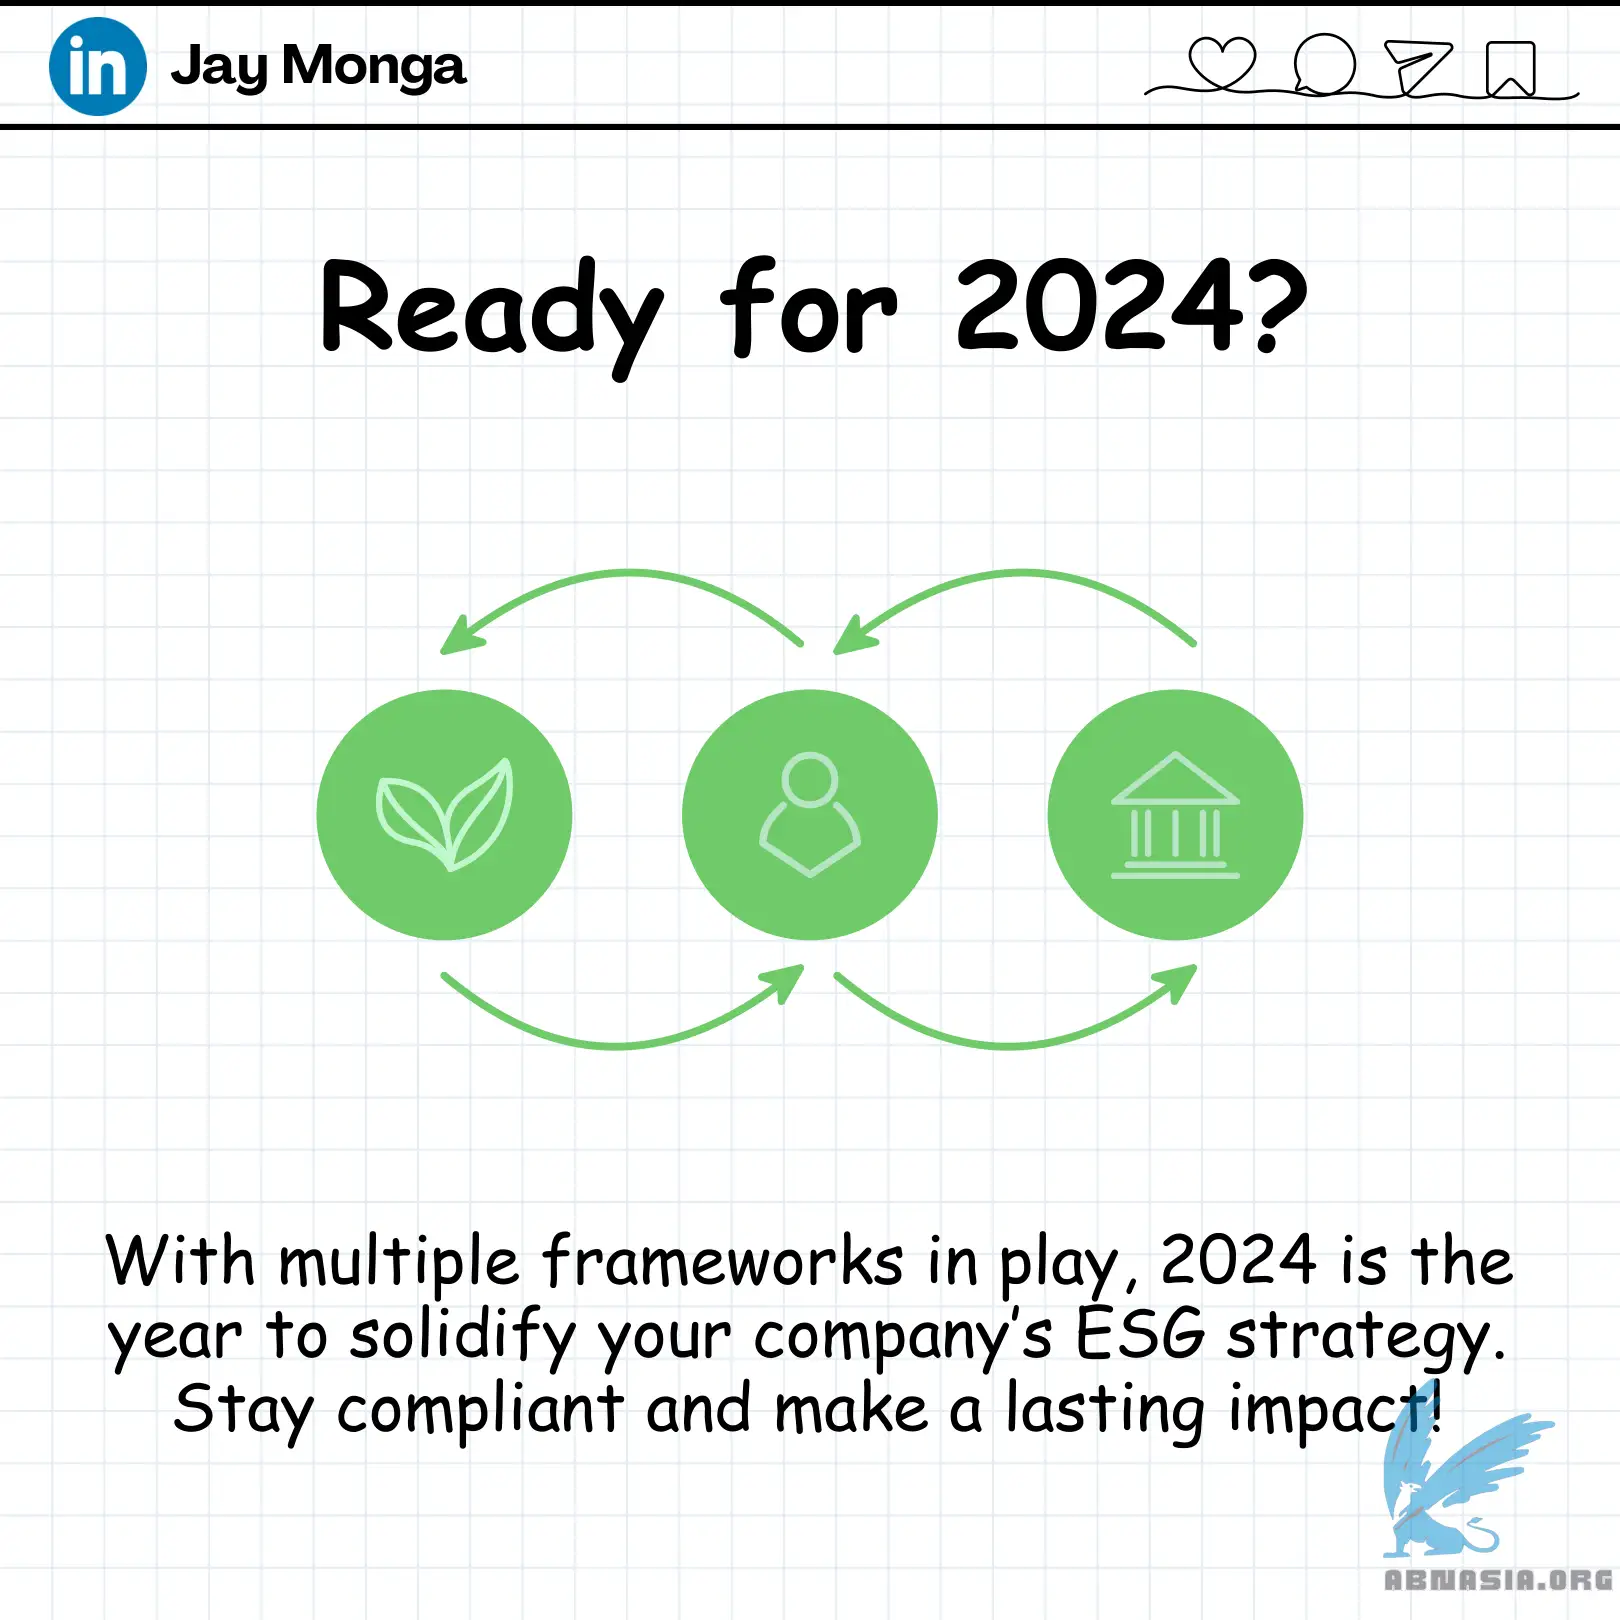 in Jay Monga
Ready for 2024?
With multiple frameworks in play, 2024 is the
year to solidify your company’s ESG strategy.
Stay compliant and make a lasting impact!
ABNASIA.ORG